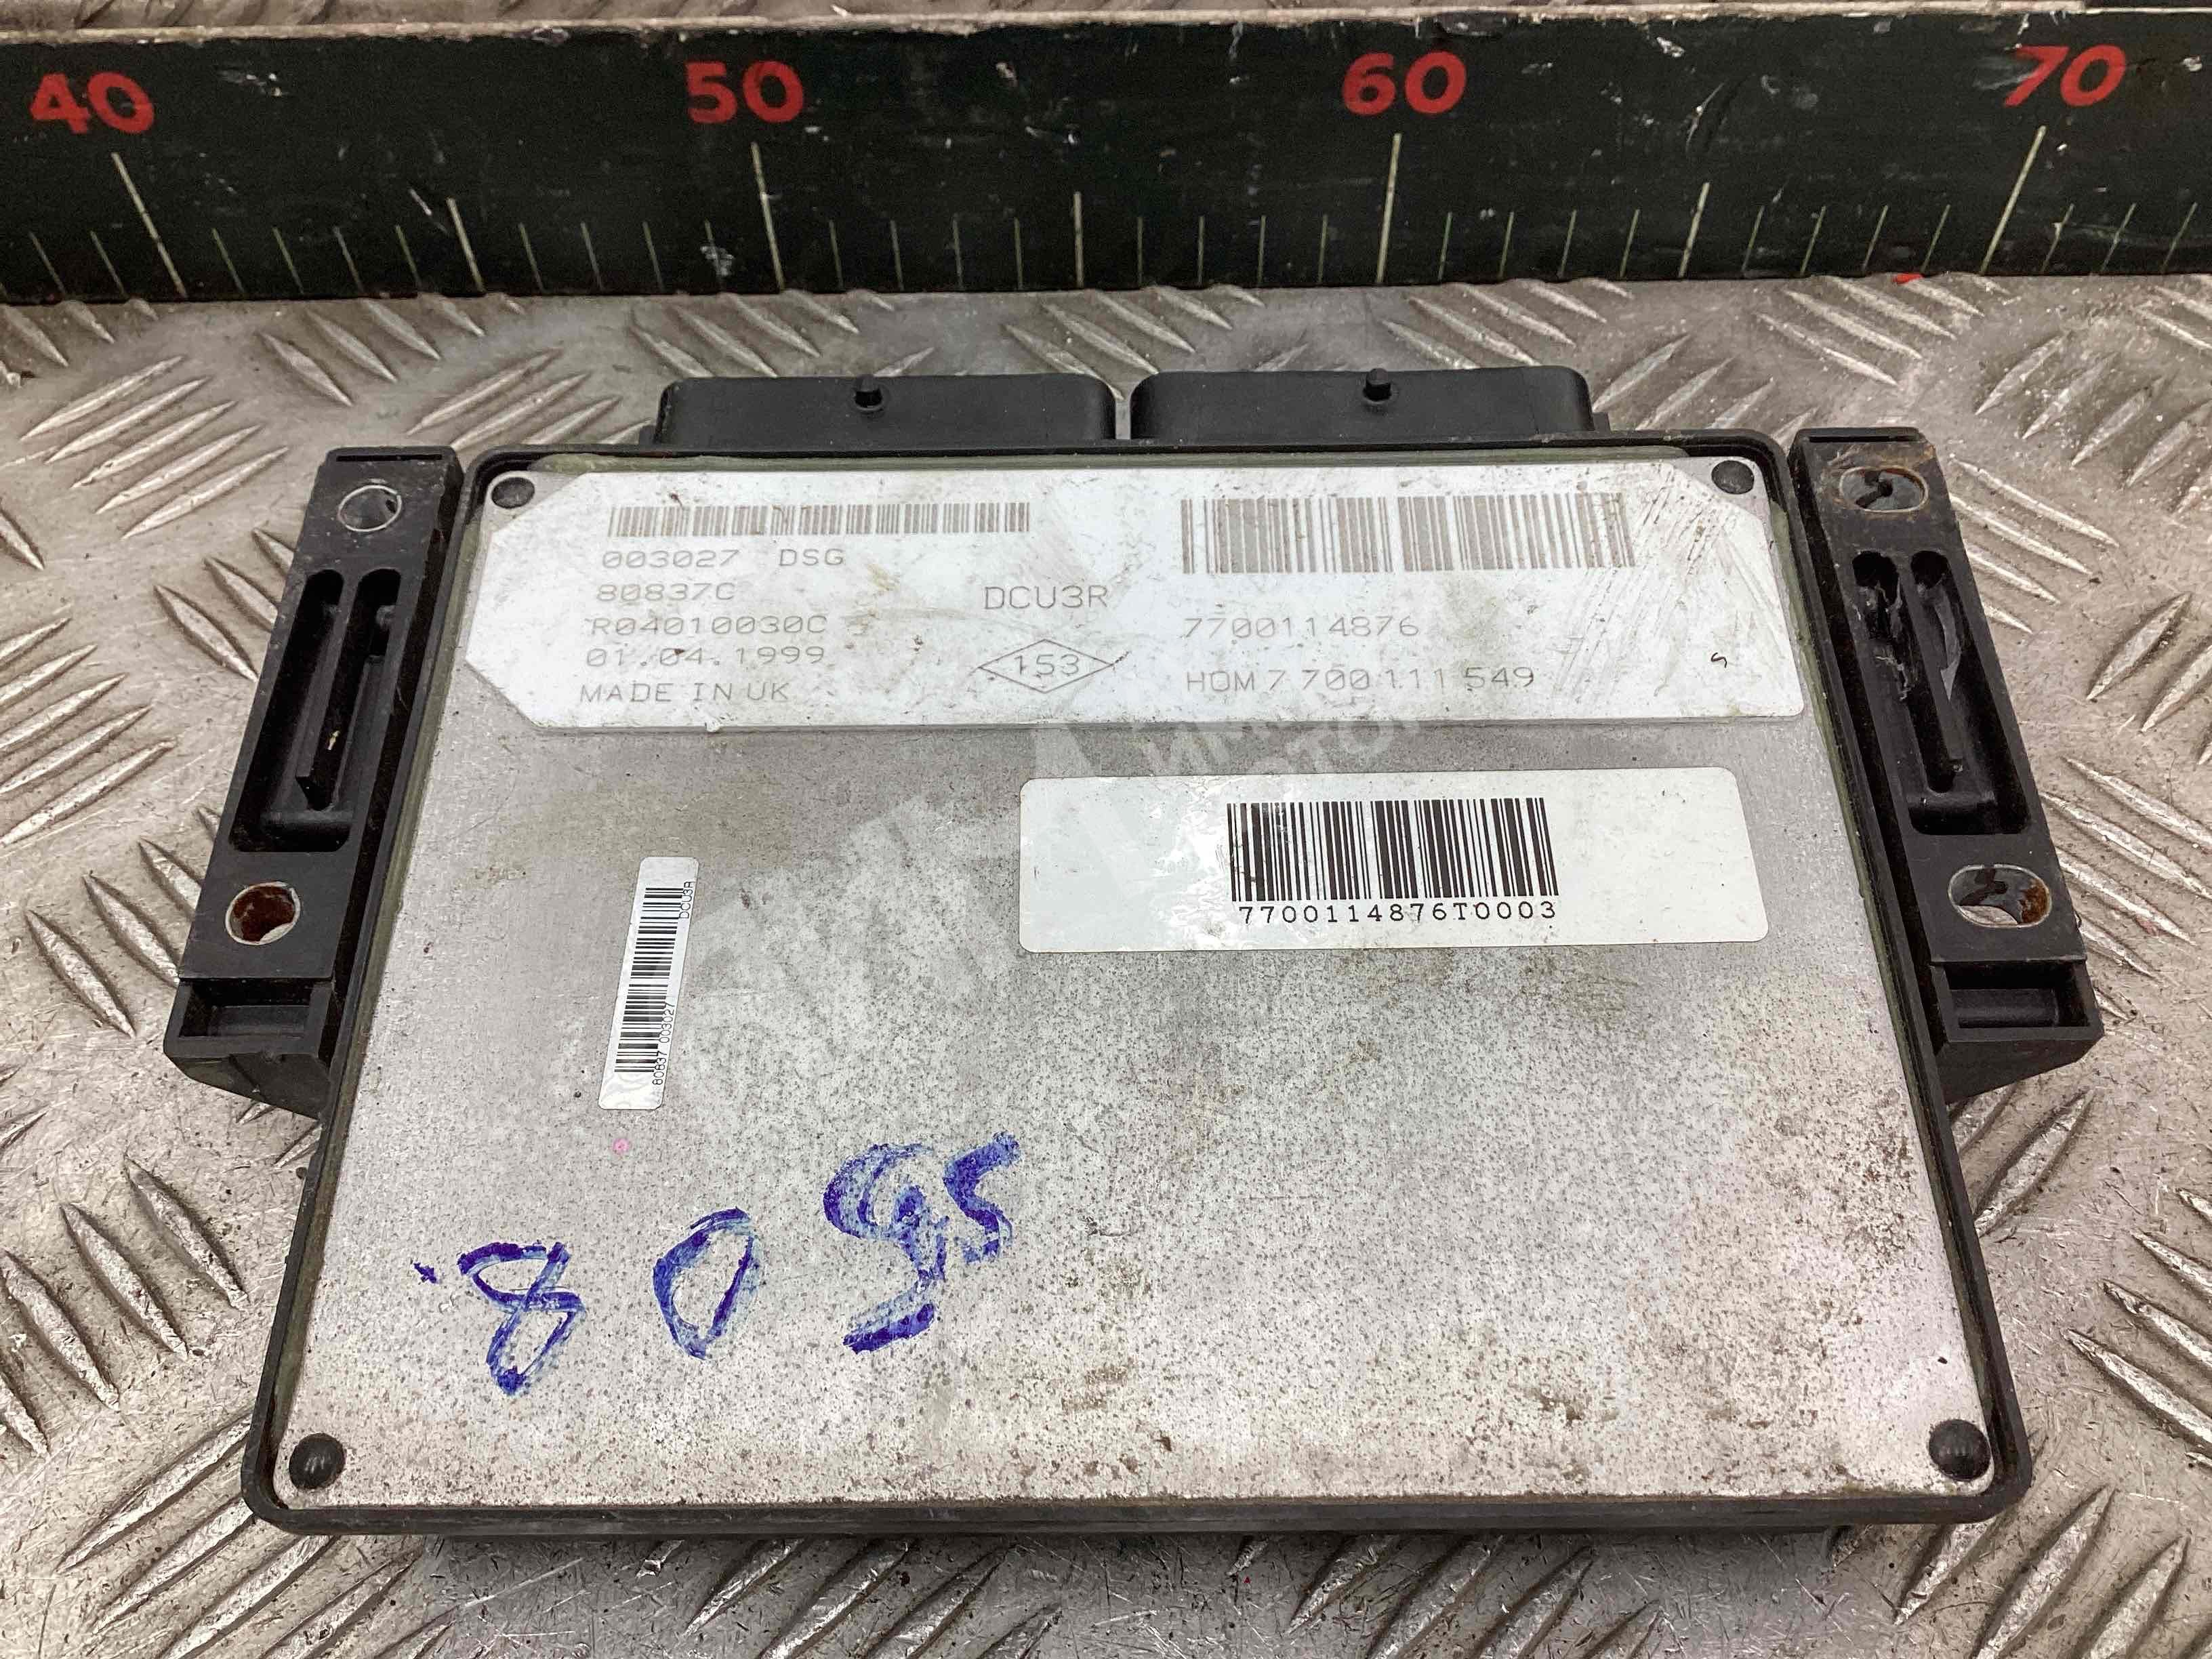 40 50 60 70
003027 DSG
80837C
R04010030C
01.04.1999
MADE IN UK
DCU3R
153
7700114876
HOM 7 700 111 549
7700114876T0003
80837 003027 DCU3R